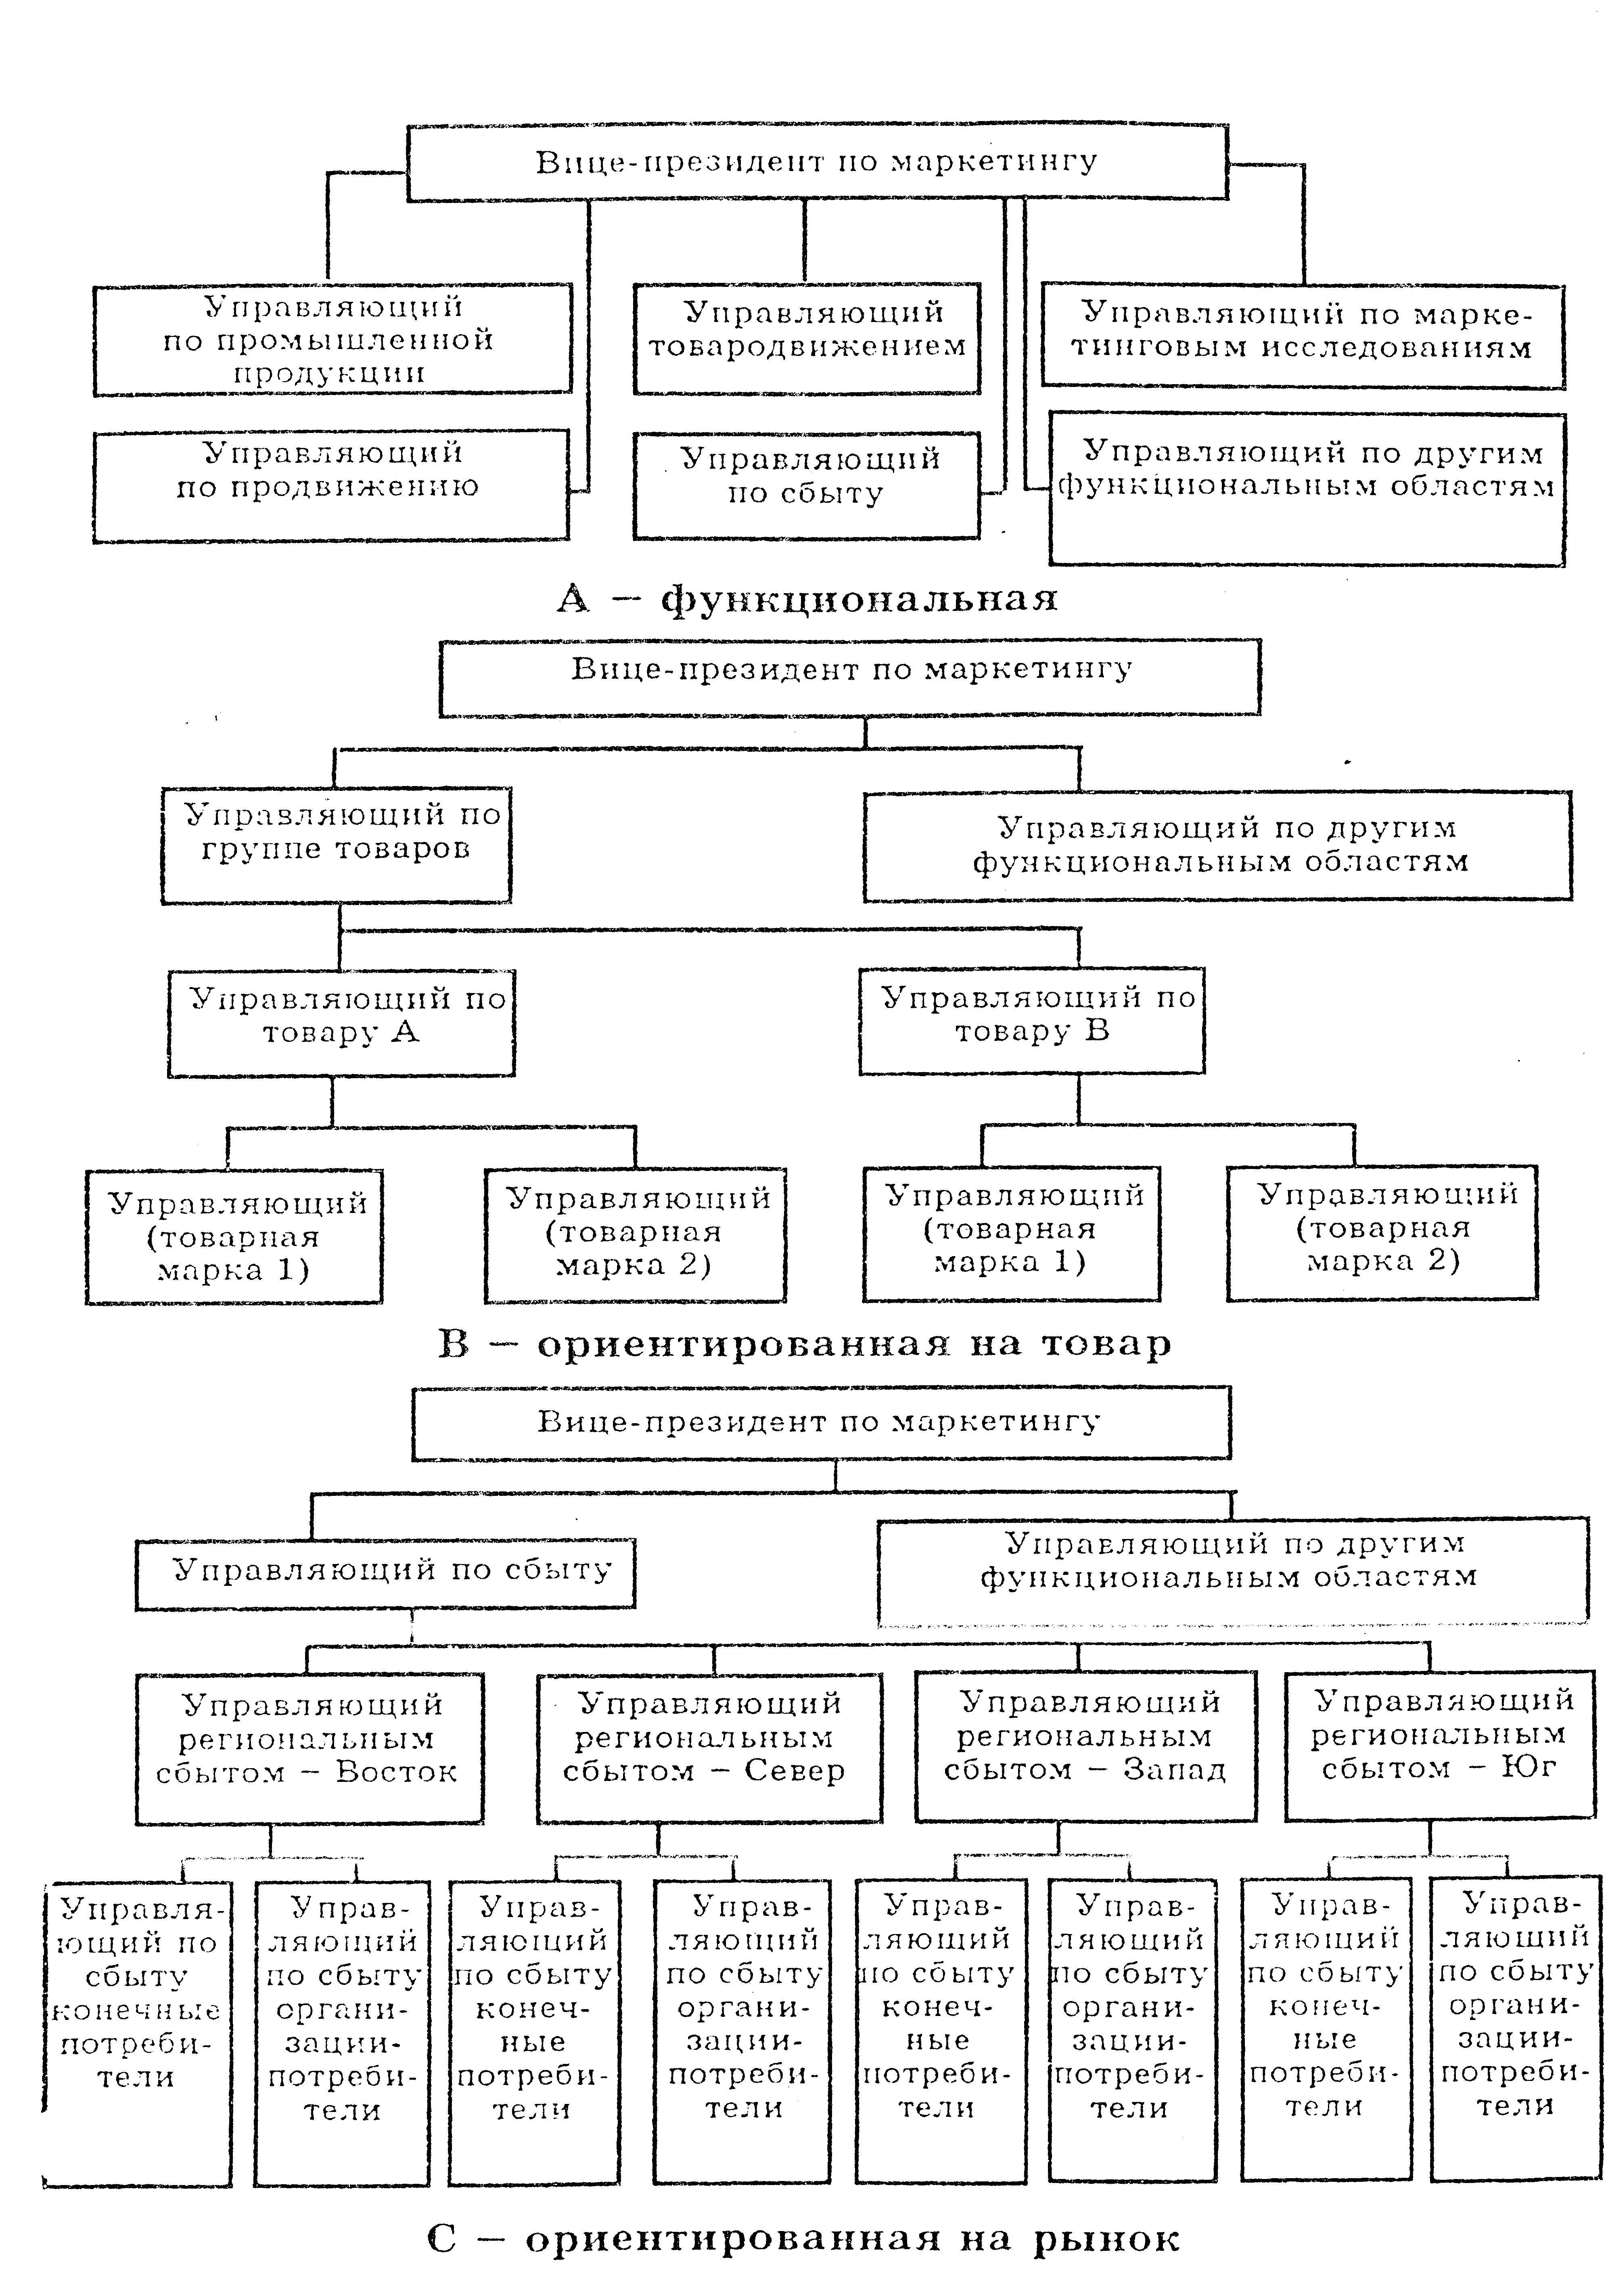 Вице-президент по маркетингу
Управляющий
по промышленной
продукции
Управляющий
товародвижением
Управляющий по марке-
тинговым исследованиям
Управляющий
по продвижению
Управляющий
по сбыту
Управляющий по другим
функциональным областям
А — функциональная
Вице-президент по маркетингу
Управляющий по
группе товаров
Управляющий по другим
функциональным областям
Управляющий по
товару А
Управляющий по
товару В
Управляющий
(товарная
марка 1)
Управляющий
(товарная
марка 2)
Управляющий
(товарная
марка 1)
Управляющий
(товарная
марка 2)
В — ориентированная на товар
Вице-президент по маркетингу
Управляющий по сбыту
Управляющий по другим
функциональным областям
Управляющий
региональным
сбытом — Восток
Управляющий
региональным
сбытом — Север
Управляющий
региональным
сбытом — Запад
Управляющий
региональным
сбытом — Юг
Управля-
ющий по
сбыту
конечные
потреби-
тели
Управ-
ляющий
по сбыту
органи-
зации-
потреби-
тели
Управ-
ляющий
по сбыту
конеч-
ные
потреби-
тели
Управ-
ляющий
по сбыту
органи-
зации-
потреби-
тели
Управ-
ляющий
по сбыту
конеч-
ные
потреби-
тели
Управ-
ляющий
по сбыту
органи-
зации-
потреби-
тели
Управ-
ляющий
по сбыту
конеч-
ные
потреби-
тели
Управ-
ляющий
по сбыту
органи-
зации-
потреби-
тели
С — ориентированная на рынок